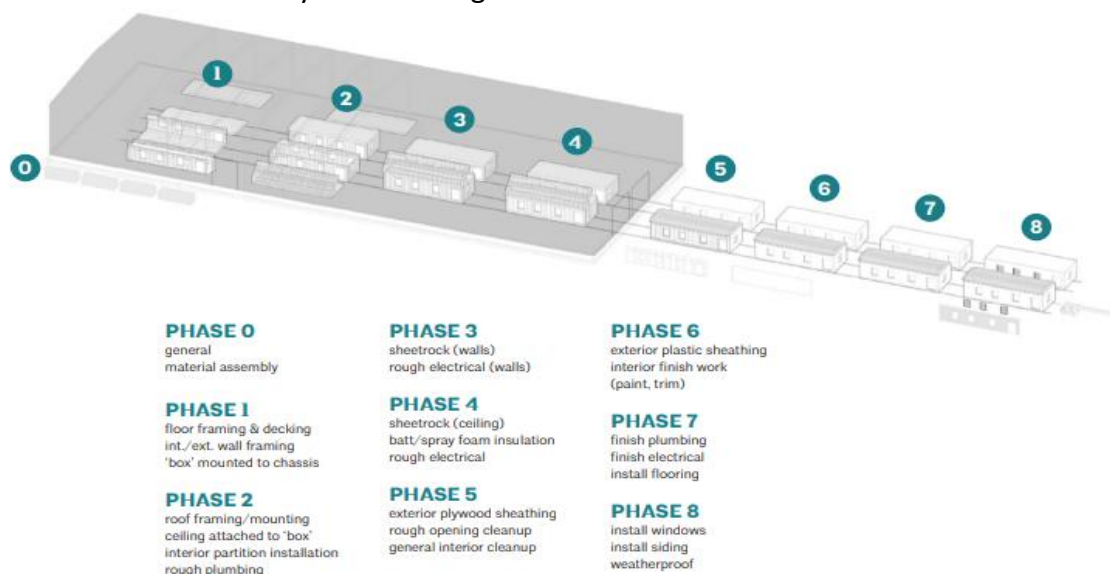 1
2
3
4
0
5
6
7
8
PHASE 0
general
material assembly
PHASE 1
floor framing & decking
int./ext. wall framing
'box' mounted to chassis
PHASE 2
roof framing/mounting
ceiling attached to 'box'
interior partition installation
rough plumbing
PHASE 3
sheetrock (walls)
rough electrical (walls)
PHASE 4
sheetrock (ceiling)
batt/spray foam insulation
rough electrical
PHASE 5
exterior plywood sheathing
rough opening cleanup
general interior cleanup
PHASE 6
exterior plastic sheathing
interior finish work
(paint, trim)
PHASE 7
finish plumbing
finish electrical
install flooring
PHASE 8
install windows
install siding
weatherproof